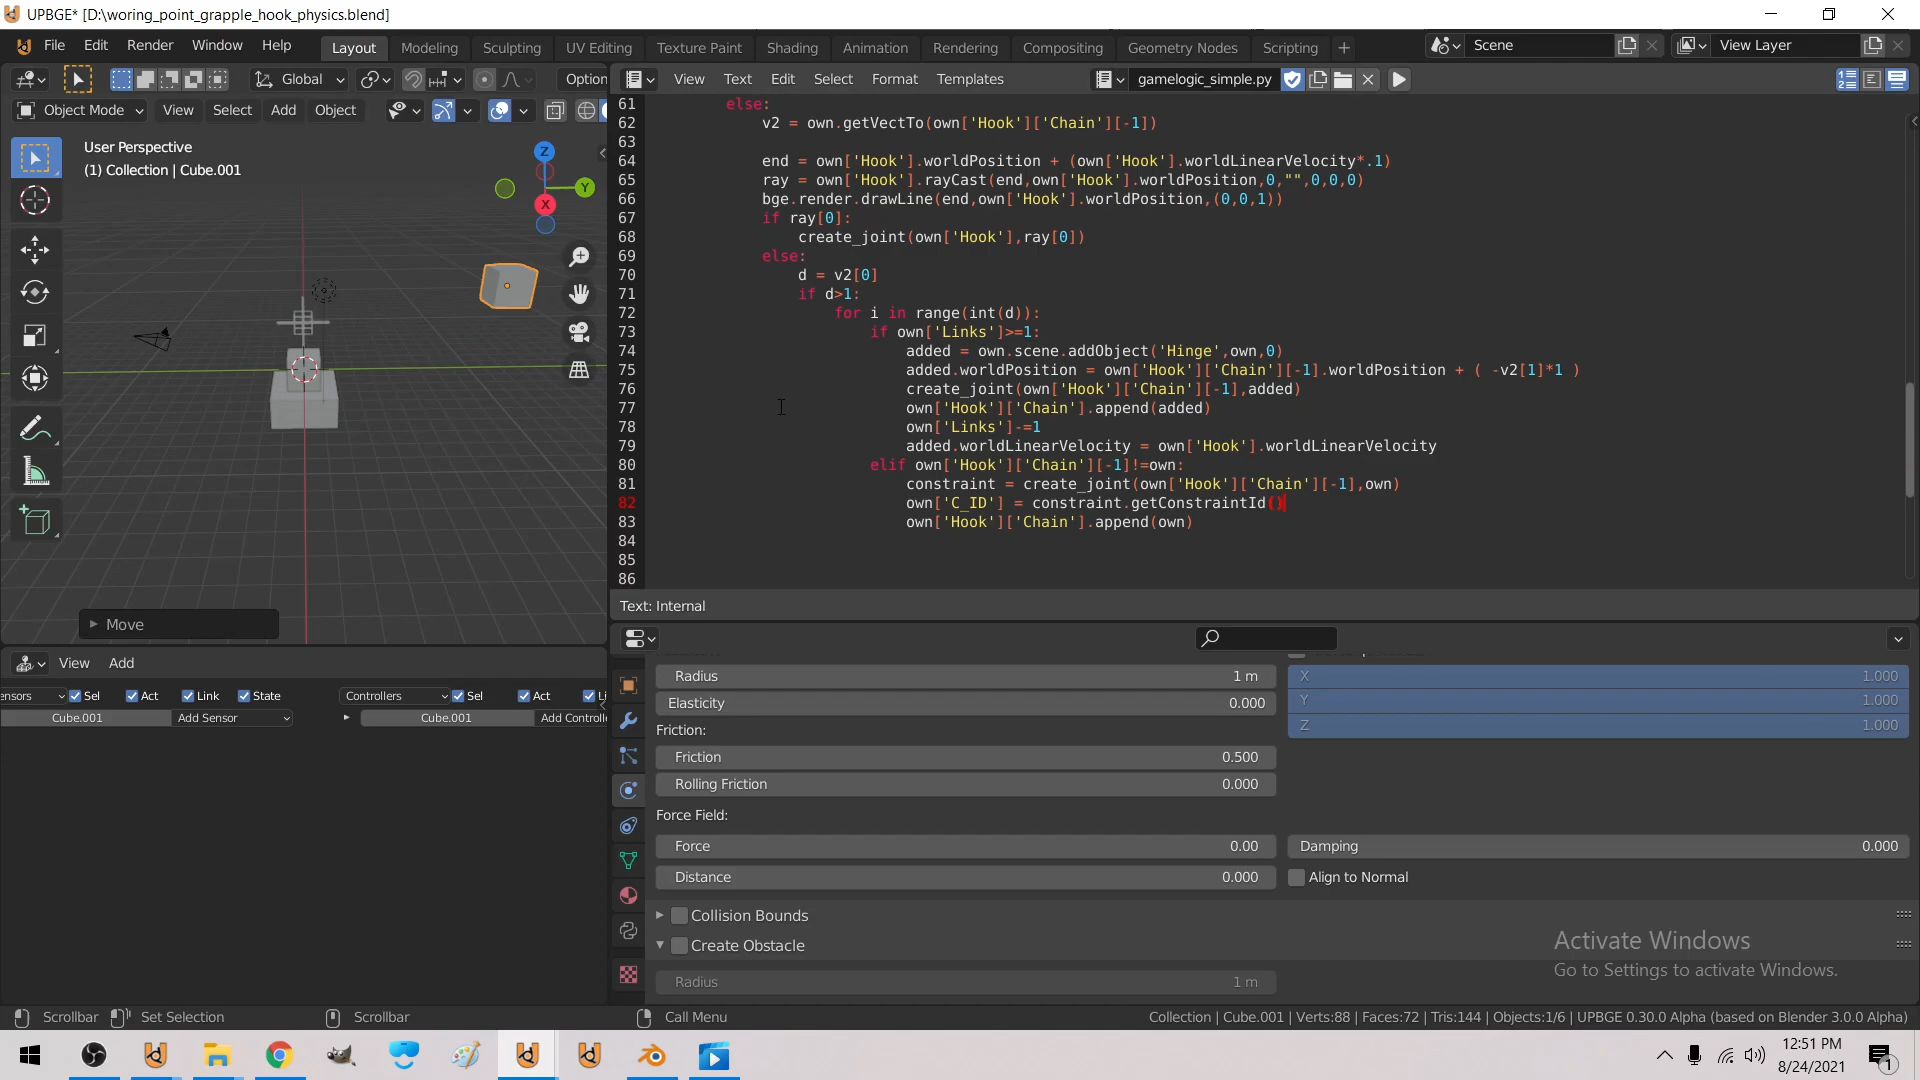 UPBGE* [D:\woring_point_grapple_hook_physics.blend]
File Edit Render Window Help Layout Modeling Sculpting UV Editing Texture Paint Shading Animation Rendering Compositing Geometry Nodes Scripting + Scene View Layer
Global Option View Text Edit Select Format Templates gamelogic_simple.py
Object Mode View Select Add Object
User Perspective
(1) Collection | Cube.001
Z
Y
X
Move
61 else:
62 v2 = own.getVectTo(own['Hook']['Chain'][-1])
63
64 end = own['Hook'].worldPosition + (own['Hook'].worldLinearVelocity*.1)
65 ray = own['Hook'].rayCast(end,own['Hook'].worldPosition,0,"",0,0,0)
66 bge.render.drawLine(end,own['Hook'].worldPosition,(0,0,1))
67 if ray[0]:
68 create_joint(own['Hook'],ray[0])
69 else:
70 d = v2[0]
71 if d>1:
72 for i in range(int(d)):
73 if own['Links']>=1:
74 added = own.scene.addObject('Hinge',own,0)
75 added.worldPosition = own['Hook']['Chain'][-1].worldPosition + ( -v2[1]*1 )
76 create_joint(own['Hook']['Chain'][-1],added)
77 own['Hook']['Chain'].append(added)
78 own['Links']-=1
79 added.worldLinearVelocity = own['Hook'].worldLinearVelocity
80 elif own['Hook']['Chain'][-1]!=own:
81 constraint = create_joint(own['Hook']['Chain'][-1],own)
82 own['C_ID'] = constraint.getConstraintId()
83 own['Hook']['Chain'].append(own)
84
85
86
Text: Internal
View Add
ensors Sel Act Link State Controllers Sel Act Li
Cube.001 Add Sensor Cube.001 Add Controlle
Radius 1 m X 1.000
Elasticity 0.000 Y 1.000
Friction: Z 1.000
Friction 0.500
Rolling Friction 0.000
Force Field:
Force 0.00 Damping 0.000
Distance 0.000 Align to Normal
Collision Bounds
Create Obstacle
Radius 1 m
Activate Windows
Go to Settings to activate Windows.
Scrollbar Set Selection Scrollbar Call Menu Collection | Cube.001 | Verts:88 | Faces:72 | Tris:144 | Objects:1/6 | UPBGE 0.30.0 Alpha (based on Blender 3.0.0 Alpha)
12:51 PM
8/24/2021
1